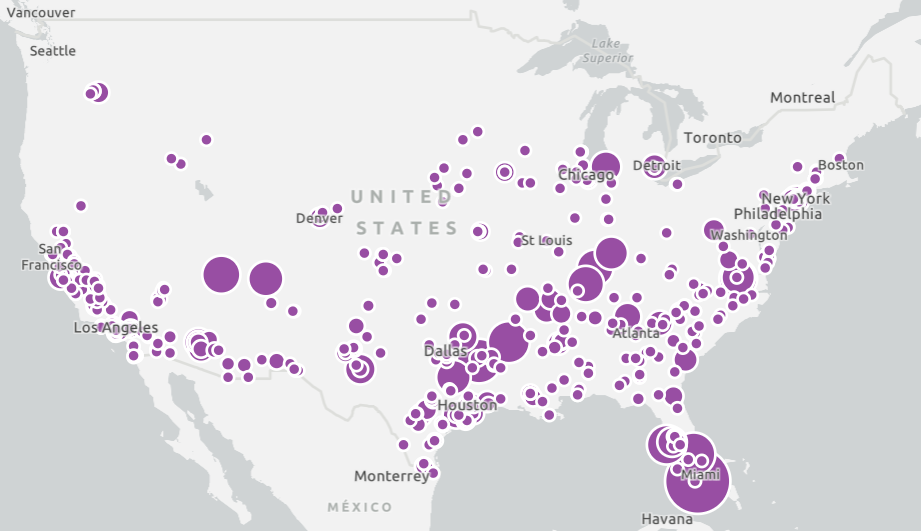 Vancouver
Seattle
Lake
Superior
Montreal
Toronto
Boston
Detroit
Chicago
UNITED
STATES
Denver
New York
Philadelphia
Washington
St Louis
San
Francisco
Los Angeles
Atlanta
Dallas
Houston
Monterrey
Miami
MÉXICO
Havana